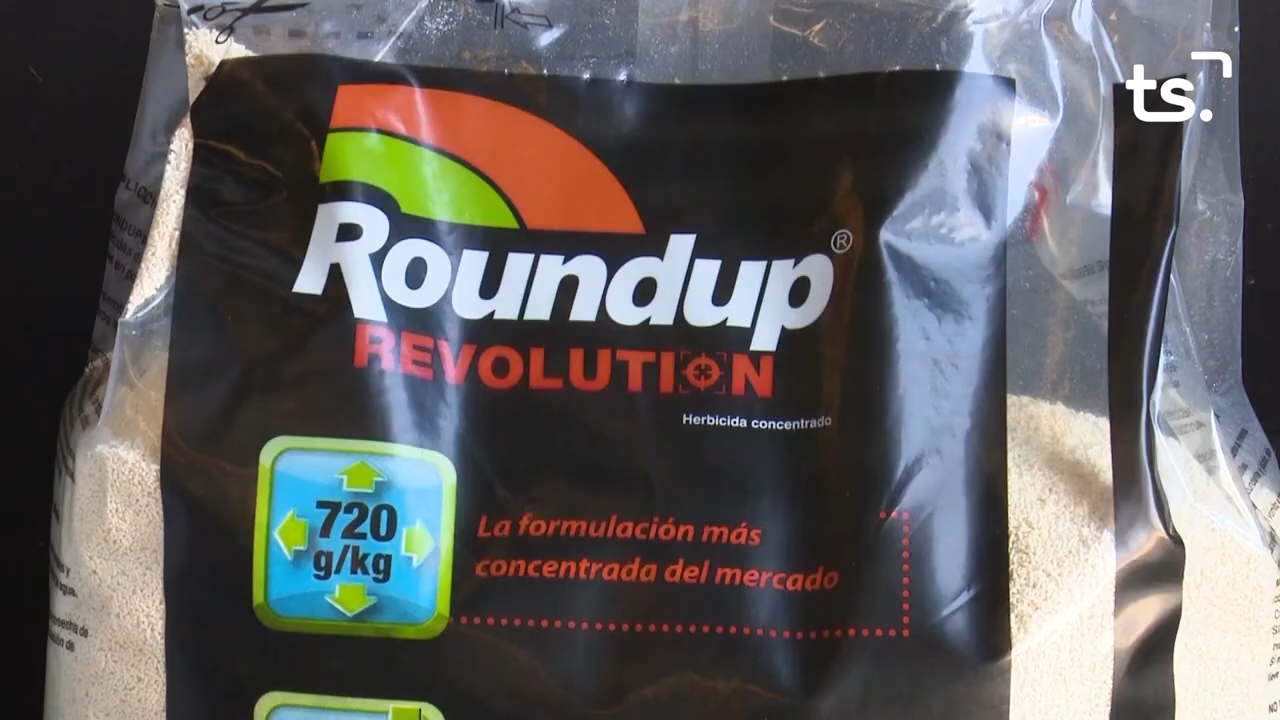 ts.
Roundup®
REVOLUTION
Herbicida concentrado
720
g/kg
La formulación más
concentrada del mercado